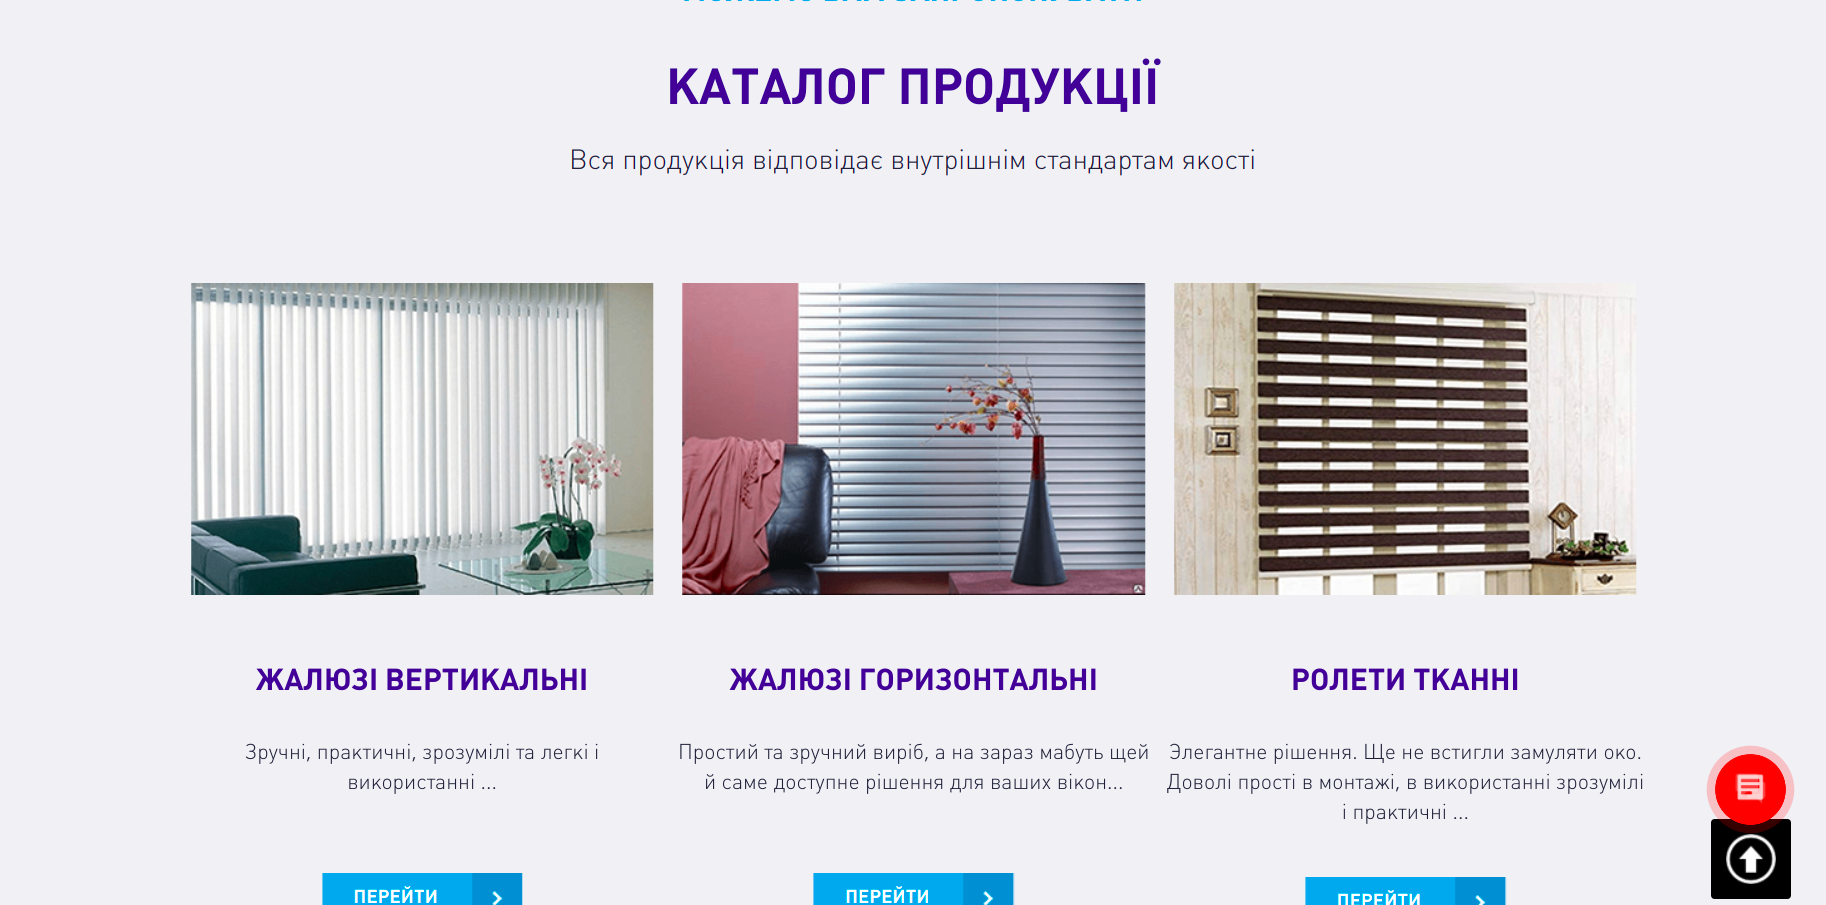 КАТАЛОГ ПРОДУКЦІЇ
Вся продукція відповідає внутрішнім стандартам якості
ЖАЛЮЗІ ВЕРТИКАЛЬНІ
Зручні, практичні, зрозумілі та легкі і
використанні ...
ПЕРЕЙТИ
ЖАЛЮЗІ ГОРИЗОНТАЛЬНІ
Простий та зручний виріб, а на зараз мабуть щей
й саме доступне рішення для ваших вікон...
ПЕРЕЙТИ
РОЛЕТИ ТКАННІ
Элегантне рішення. Ще не встигли замуляти око.
Доволі прості в монтажі, в використанні зрозумілі
і практичні ...
ПЕРЕЙТИ